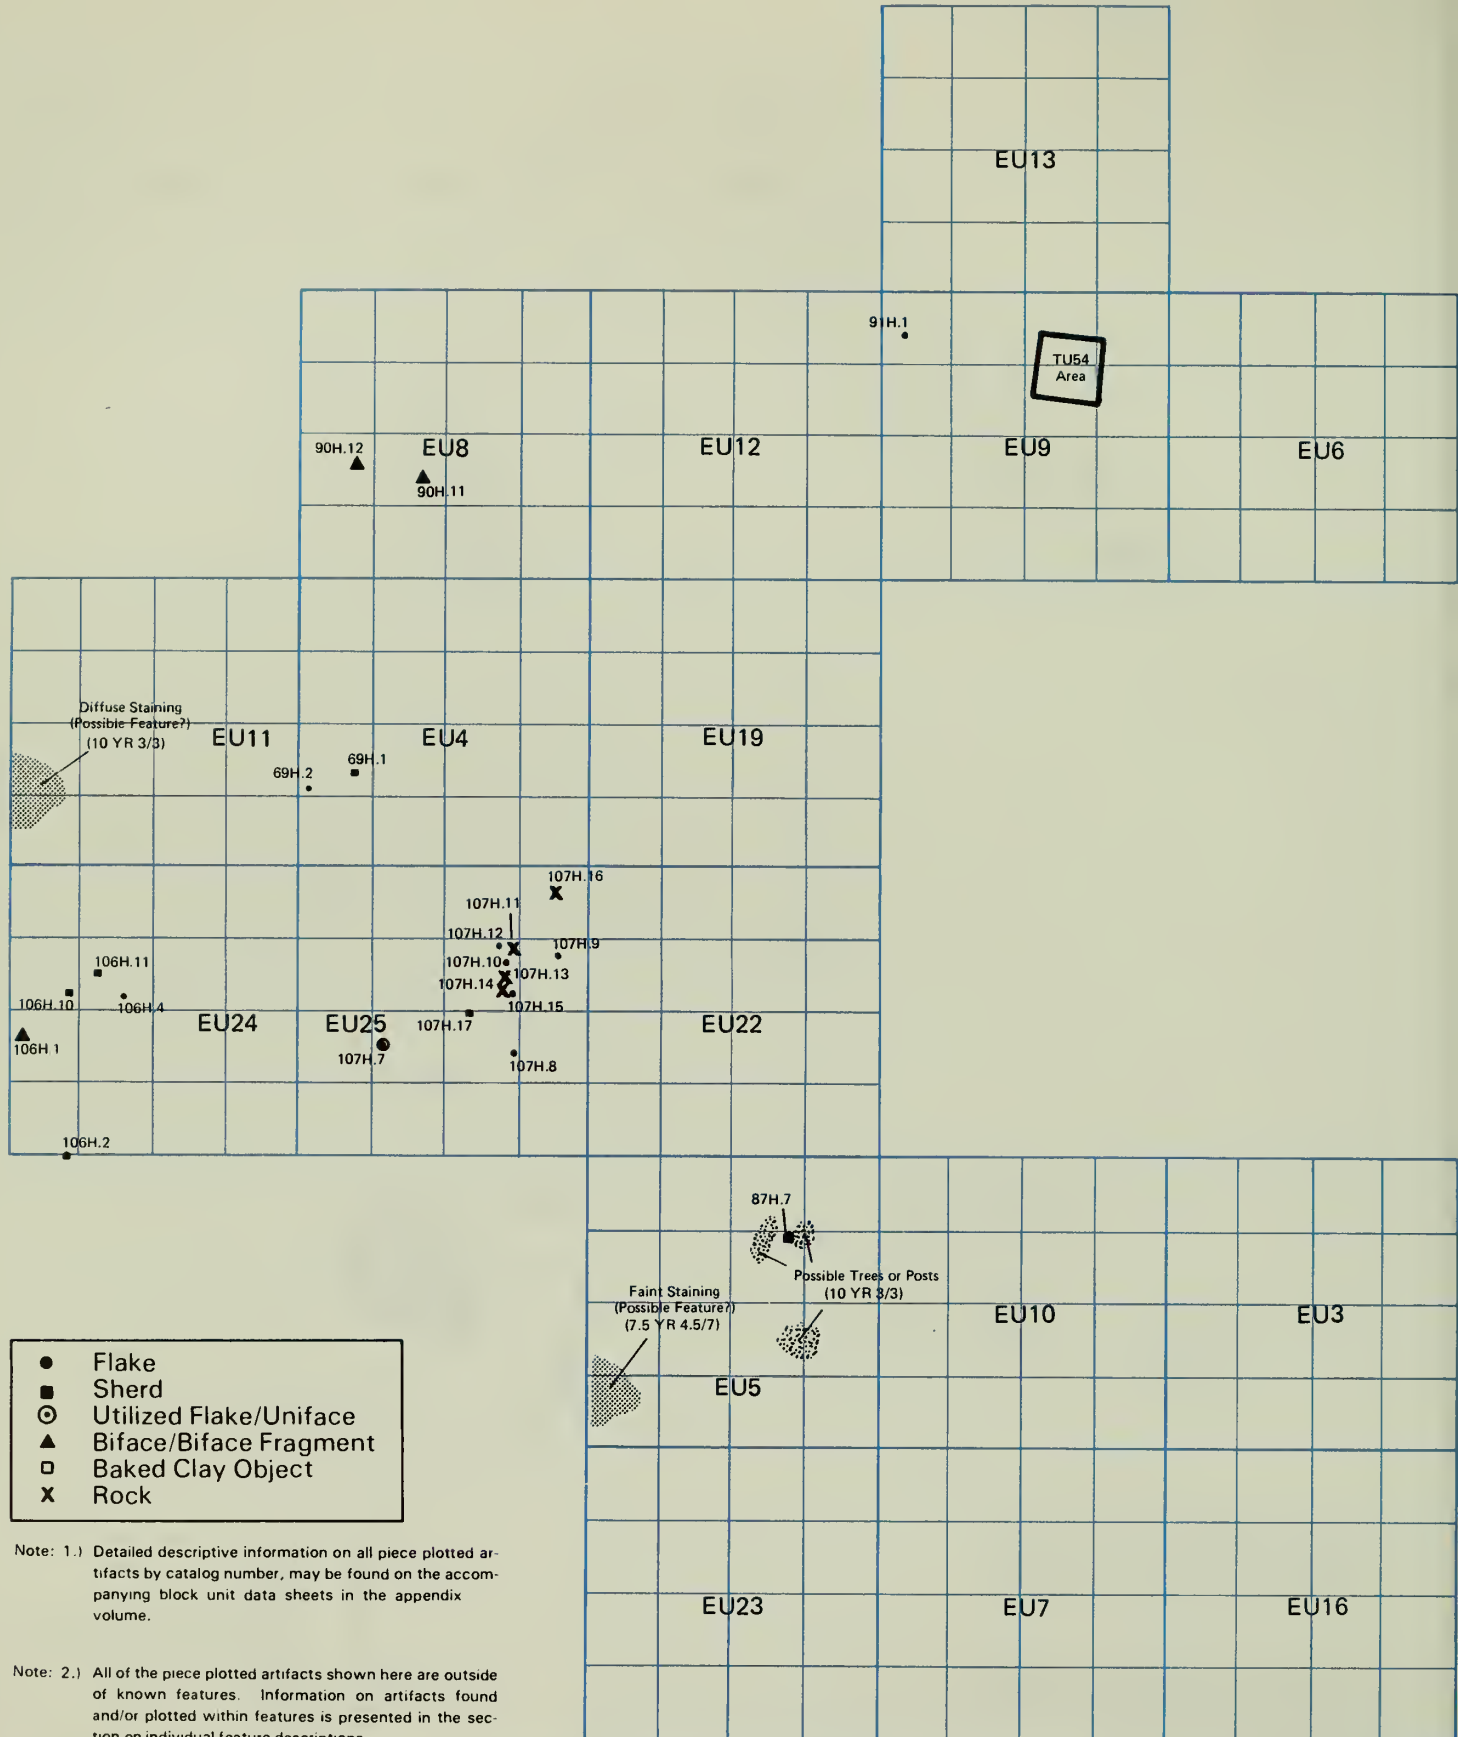 EU13
91H.1
TU54
Area
90H.12
EU8
EU12
EU9
EU6
90H.11
Diffuse Staining
(Possible Feature?)
(10 YR 3/3)
EU11
EU4
EU19
69H.1
69H.2
107H.16
107H.11
107H.12
107H.9
106H.11
107H.10
107H.13
107H.14
106H.10
106H.4
107H.15
EU24
EU25
107H.17
EU22
106H.1
107H.7
107H.8
106H.2
87H.7
Possible Trees or Posts
(10 YR 3/3)
Faint Staining
(Possible Feature?)
(7.5 YR 4.5/7)
EU10
EU3
EU5
Flake
Sherd
Utilized Flake/Uniface
Biface/Biface Fragment
Baked Clay Object
Rock
Note: 1.) Detailed descriptive information on all piece plotted ar-
tifacts by catalog number, may be found on the accom-
panying block unit data sheets in the appendix
volume.
EU23
EU7
EU16
Note: 2.) All of the piece plotted artifacts shown here are outside
of known features. Information on artifacts found
and/or plotted within features is presented in the sec-
tion on individual feature descriptions.